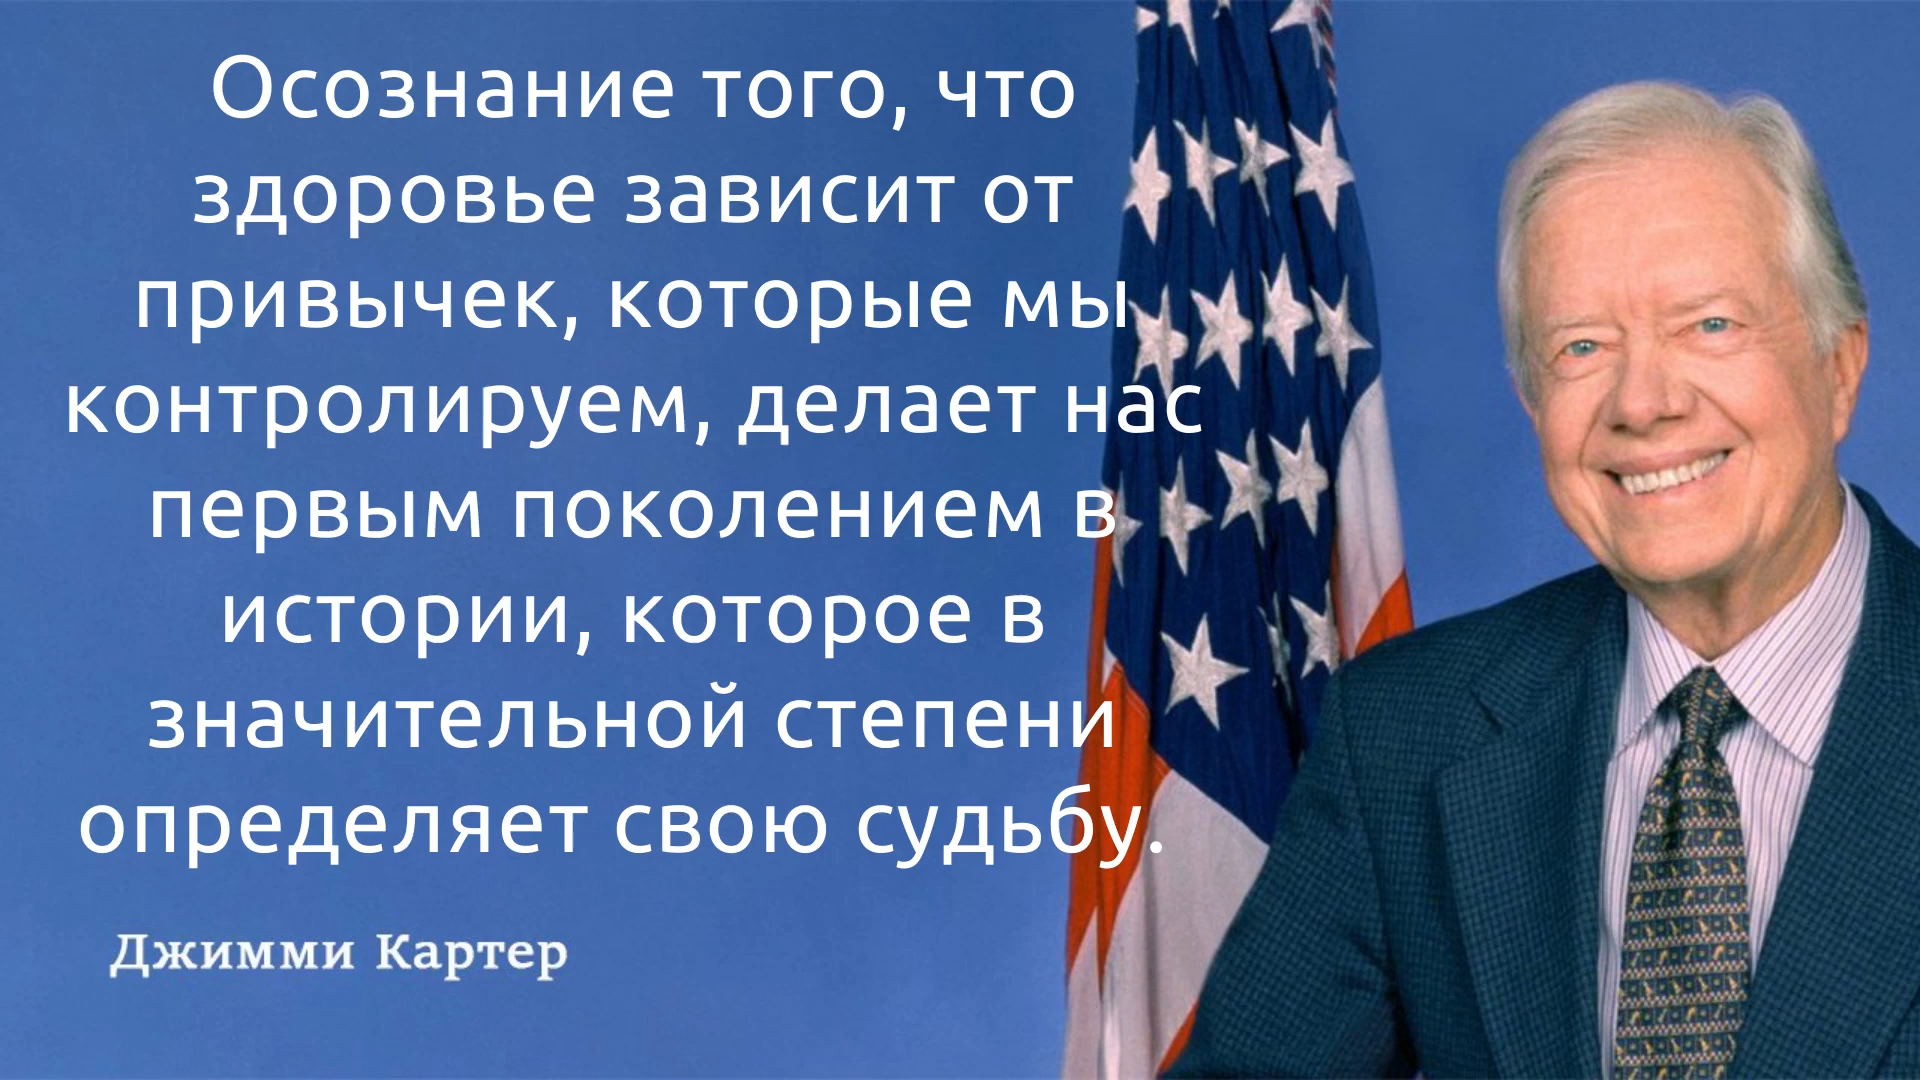 Осознание того, что
здоровье зависит от
привычек, которые мы
контролируем, делает нас
первым поколением в
истории, которое в
значительной степени
определяет свою судьбу.
Джимми Картер